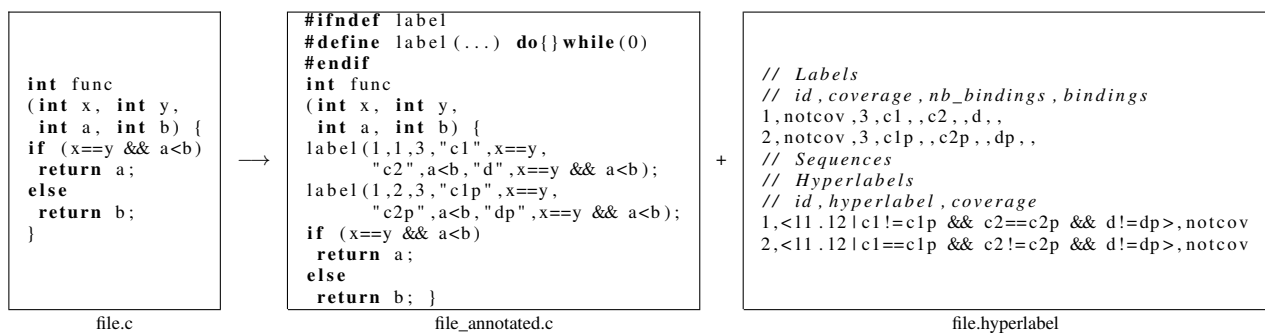 int func
(int x, int y,
int a, int b) {
if (x==y && a<b)
return a;
else
return b;
}
file.c
→
#ifndef label
#define label(...) do{}while(0)
#endif
int func
(int x, int y,
int a, int b) {
label(1,1,3,"c1",x==y,
"c2",a<b,"d",x==y && a<b);
label(1,2,3,"c1p",x==y,
"c2p",a<b,"dp",x==y && a<b);
if (x==y && a<b)
return a;
else
return b; }
file_annotated.c
+
// Labels
// id,coverage,nb_bindings,bindings
1,notcov,3,c1,,c2,,d,,
2,notcov,3,c1p,,c2p,,dp,,
// Sequences
// Hyperlabels
// id,hyperlabel,coverage
1,<l1.l2|c1!=c1p && c2==c2p && d!=dp>,notcov
2,<l1.l2|c1==c1p && c2!=c2p && d!=dp>,notcov
file.hyperlabel